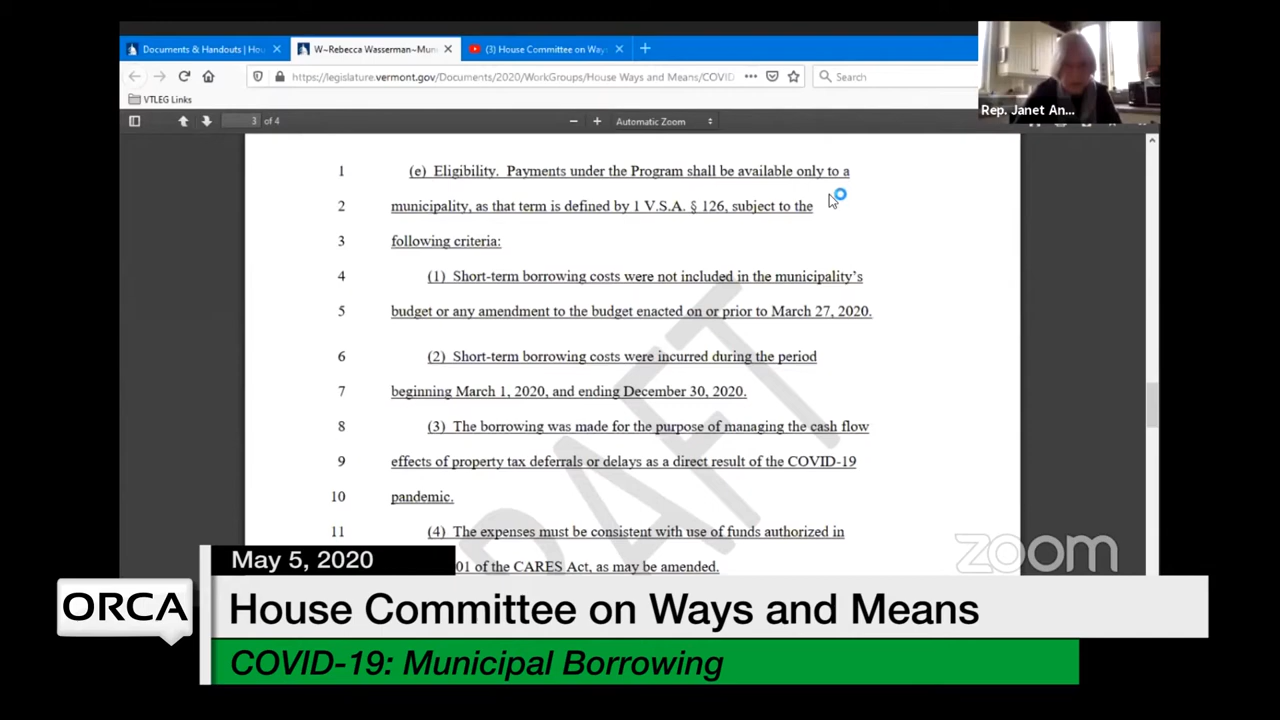 Documents & Handouts | Hou
W~Rebecca Wasserman~Muni
(3) House Committee on Ways
https://legislature.vermont.gov/Documents/2020/WorkGroups/House Ways and Means/COVID
Search
VTLEG Links
Rep. Janet An...
3 of 4
Automatic Zoom
1 (e) Eligibility. Payments under the Program shall be available only to a
2 municipality, as that term is defined by 1 V.S.A. § 126, subject to the
3 following criteria:
4 (1) Short-term borrowing costs were not included in the municipality's
5 budget or any amendment to the budget enacted on or prior to March 27, 2020.
6 (2) Short-term borrowing costs were incurred during the period
7 beginning March 1, 2020, and ending December 30, 2020.
8 (3) The borrowing was made for the purpose of managing the cash flow
9 effects of property tax deferrals or delays as a direct result of the COVID-19
10 pandemic.
11 (4) The expenses must be consistent with use of funds authorized in
01 of the CARES Act, as may be amended.
DRAFT
zoom
May 5, 2020
ORCA
House Committee on Ways and Means
COVID-19: Municipal Borrowing